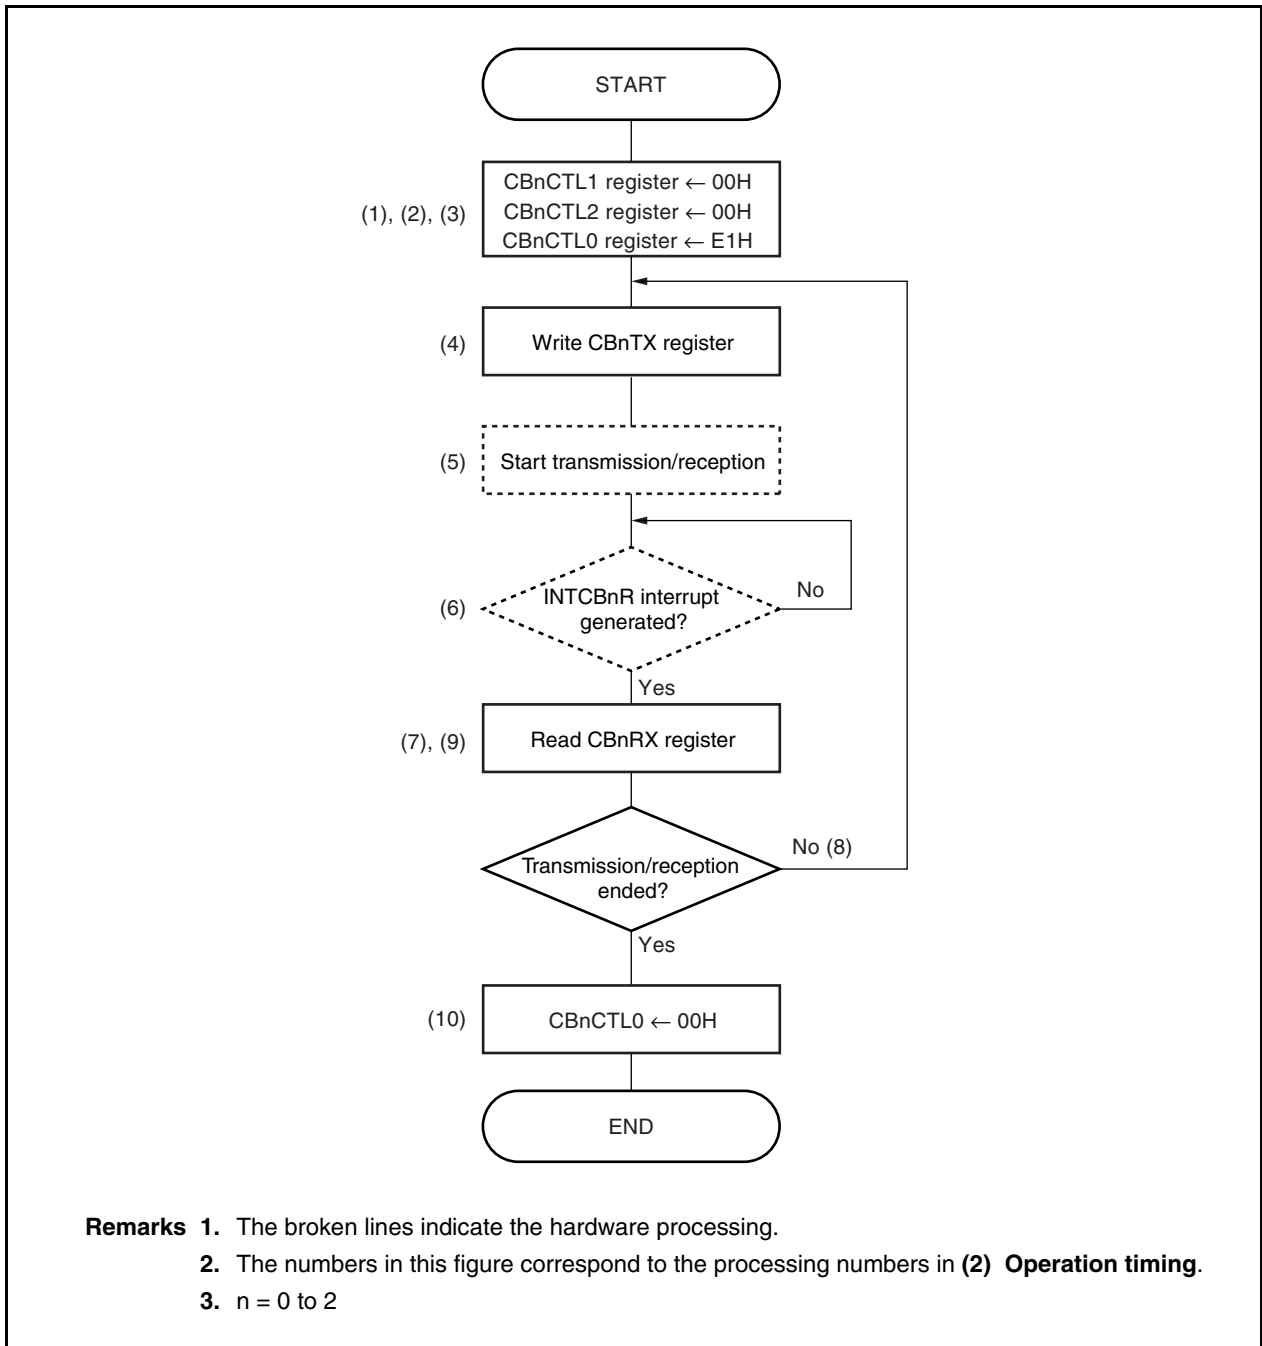 START
(1), (2), (3)
CBnCTL1 register ← 00H
CBnCTL2 register ← 00H
CBnCTL0 register ← E1H
(4)
Write CBnTX register
(5)
Start transmission/reception
(6)
INTCBnR interrupt
generated?
No
Yes
(7), (9)
Read CBnRX register
Transmission/reception
ended?
No (8)
Yes
(10)
CBnCTL0 ← 00H
END
Remarks 1. The broken lines indicate the hardware processing.
2. The numbers in this figure correspond to the processing numbers in (2) Operation timing.
3. n = 0 to 2